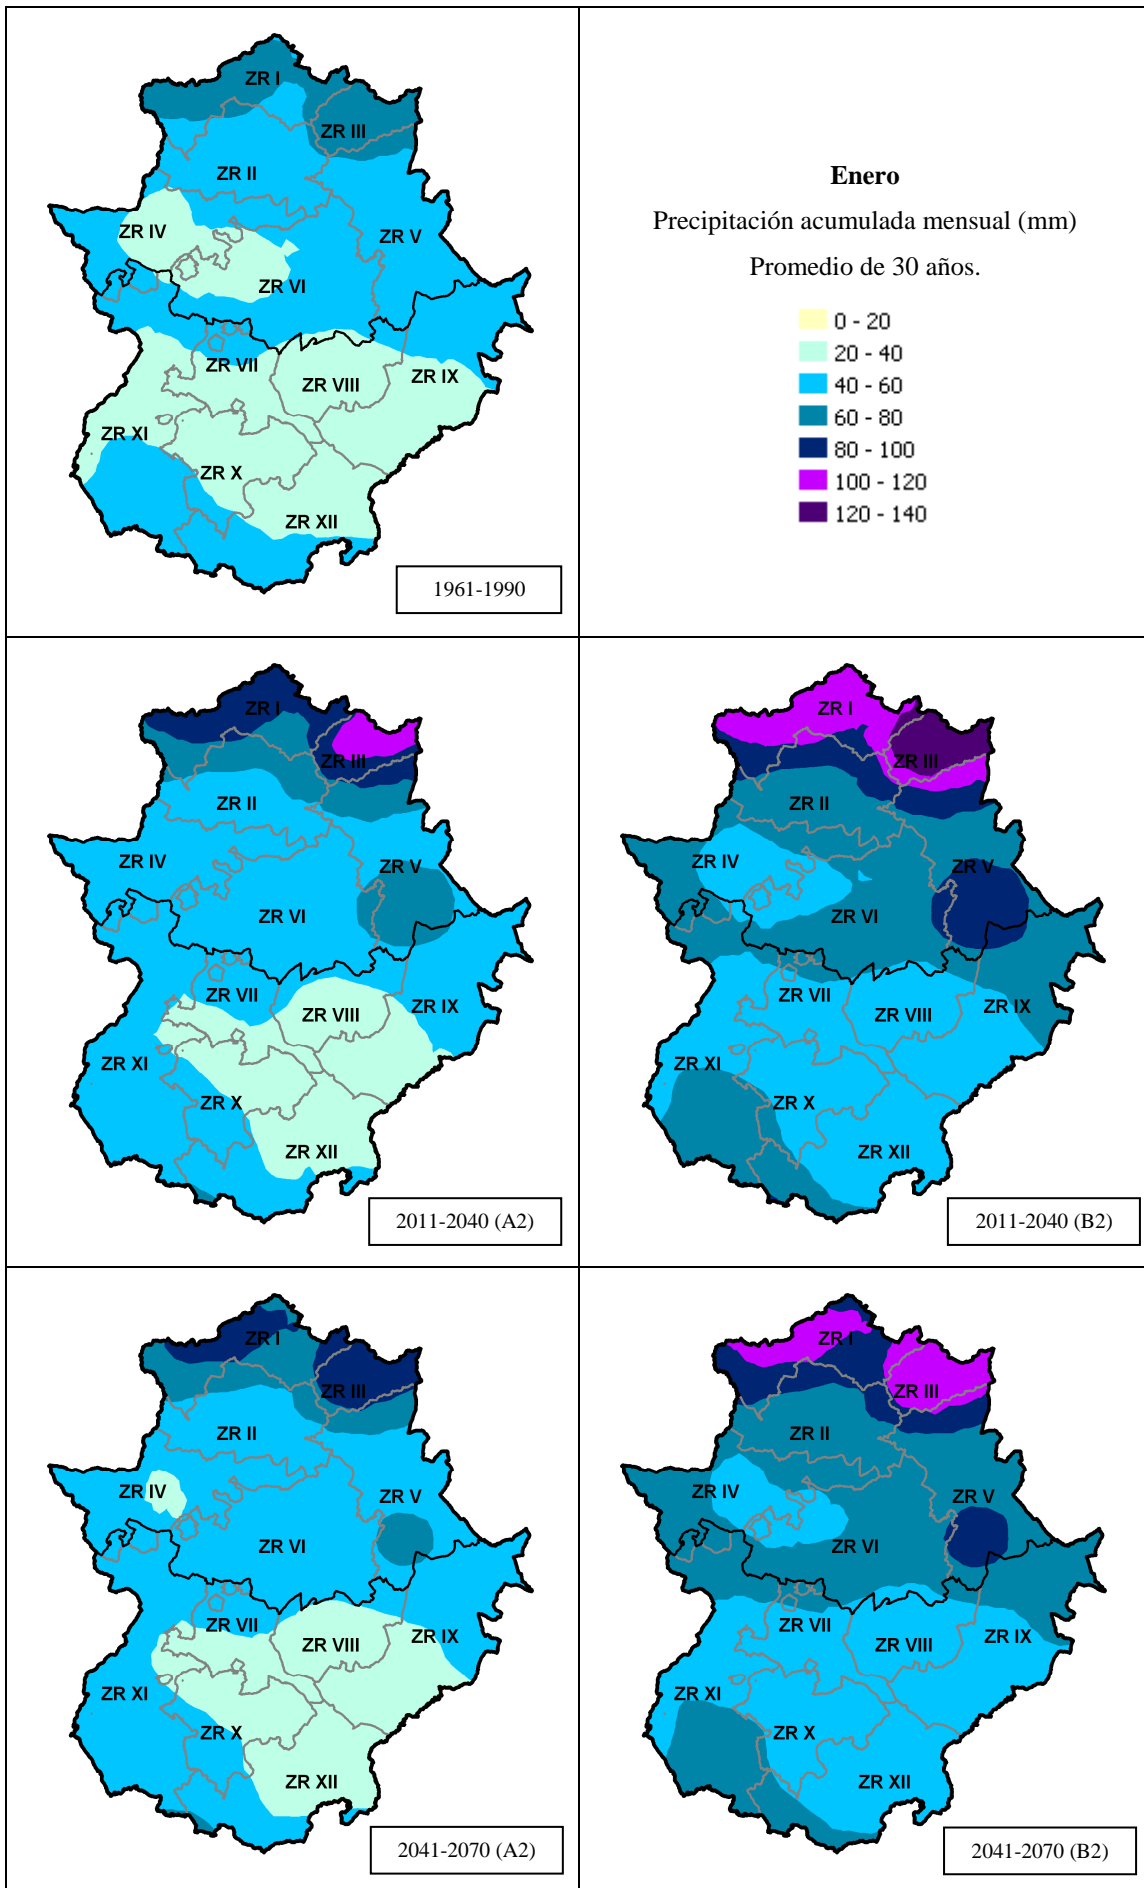 ZR I
ZR III
ZR II
ZR IV
ZR V
ZR VI
ZR VII
ZR VIII
ZR IX
ZR XI
ZR X
ZR XII
1961-1990
Enero
Precipitación acumulada mensual (mm)
Promedio de 30 años.
0 - 20
20 - 40
40 - 60
60 - 80
80 - 100
100 - 120
120 - 140
ZR I
ZR III
ZR II
ZR IV
ZR V
ZR VI
ZR VII
ZR VIII
ZR IX
ZR XI
ZR X
ZR XII
2011-2040 (A2)
ZR I
ZR III
ZR II
ZR IV
ZR V
ZR VI
ZR VII
ZR VIII
ZR IX
ZR XI
ZR X
ZR XII
2011-2040 (B2)
ZR I
ZR III
ZR II
ZR IV
ZR V
ZR VI
ZR VII
ZR VIII
ZR IX
ZR XI
ZR X
ZR XII
2041-2070 (A2)
ZR I
ZR III
ZR II
ZR IV
ZR V
ZR VI
ZR VII
ZR VIII
ZR IX
ZR XI
ZR X
ZR XII
2041-2070 (B2)